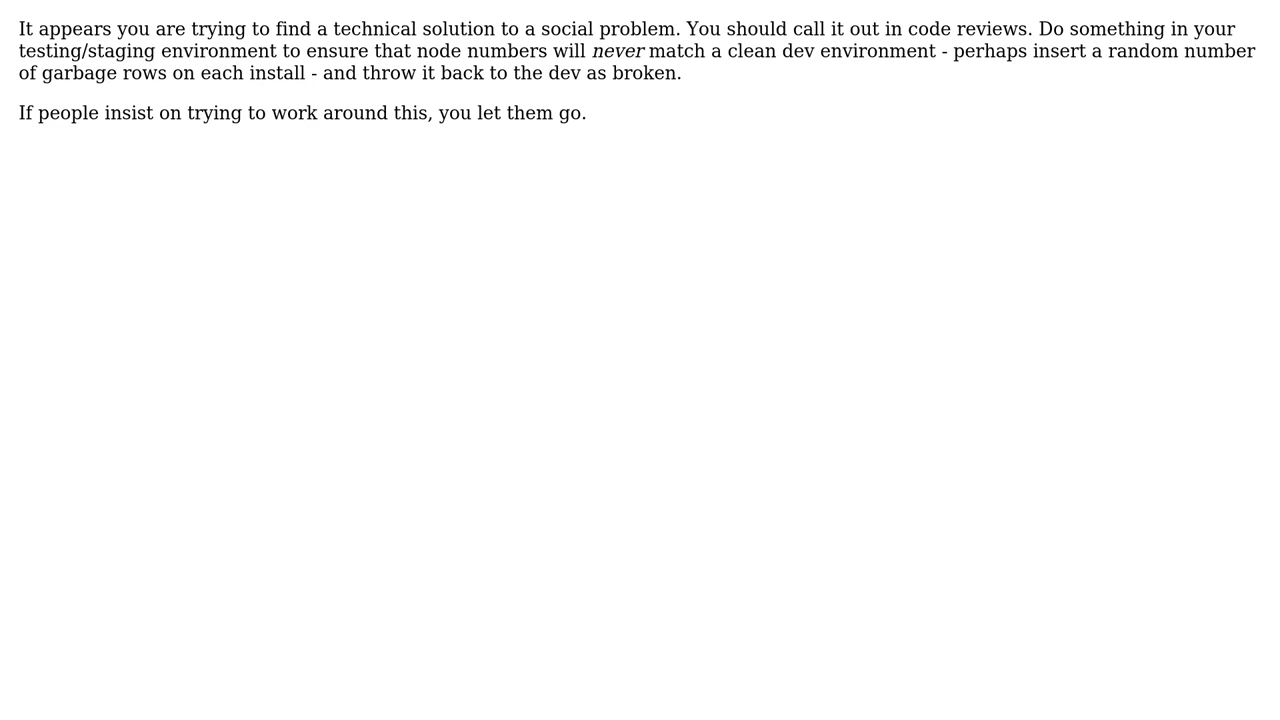 It appears you are trying to find a technical solution to a social problem. You should call it out in code reviews. Do something in your
testing/staging environment to ensure that node numbers will never match a clean dev environment - perhaps insert a random number
of garbage rows on each install - and throw it back to the dev as broken.
If people insist on trying to work around this, you let them go.